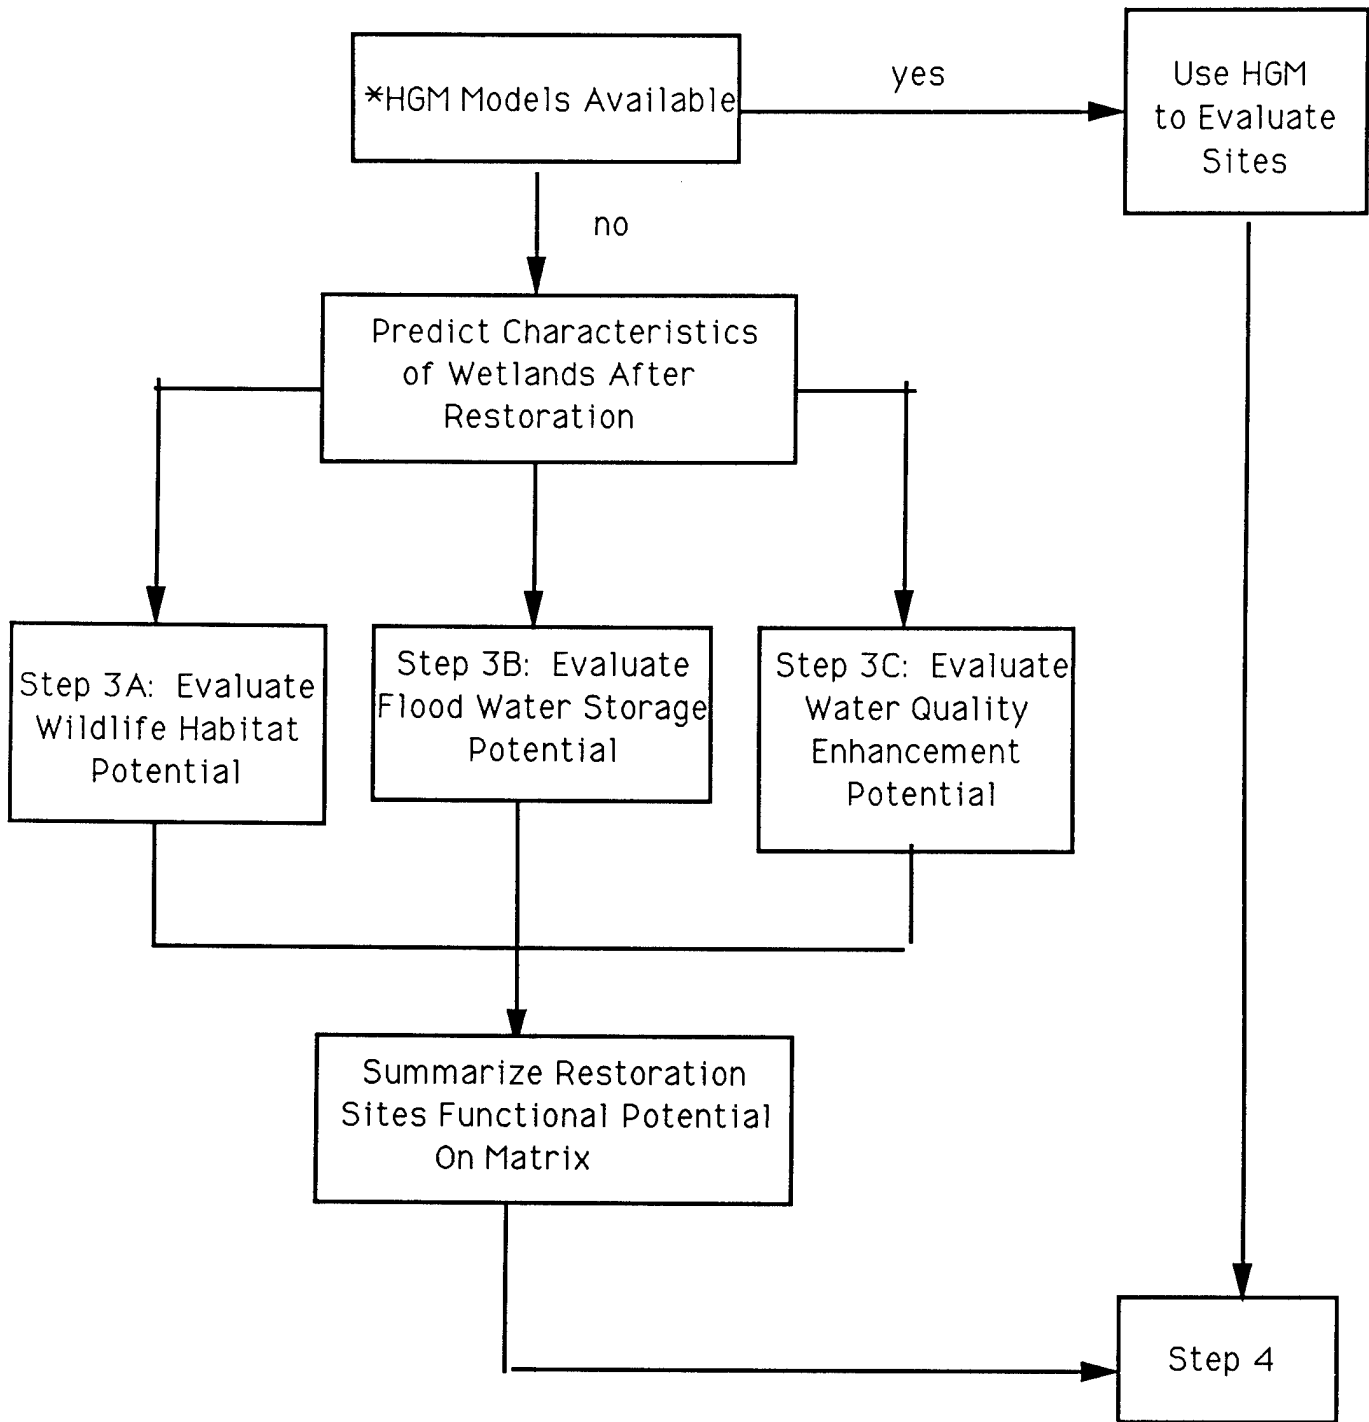 *HGM Models Available
yes
Use HGM
to Evaluate
Sites
no
Predict Characteristics
of Wetlands After
Restoration
Step 3A: Evaluate
Wildlife Habitat
Potential
Step 3B: Evaluate
Flood Water Storage
Potential
Step 3C: Evaluate
Water Quality
Enhancement
Potential
Summarize Restoration
Sites Functional Potential
On Matrix
Step 4